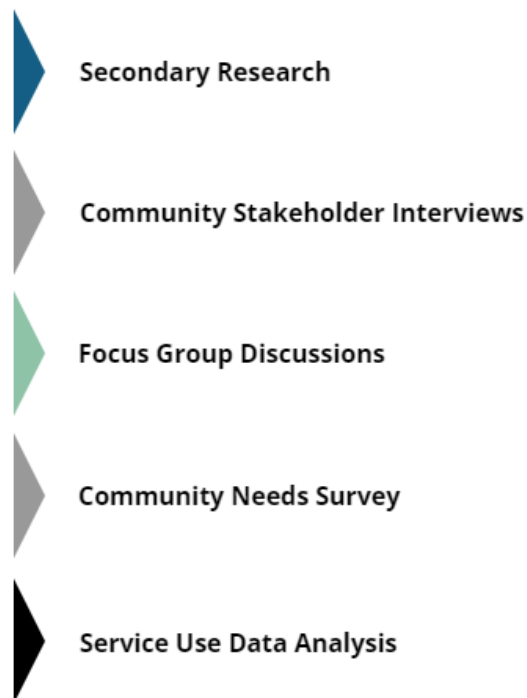 Secondary Research
Community Stakeholder Interviews
Focus Group Discussions
Community Needs Survey
Service Use Data Analysis